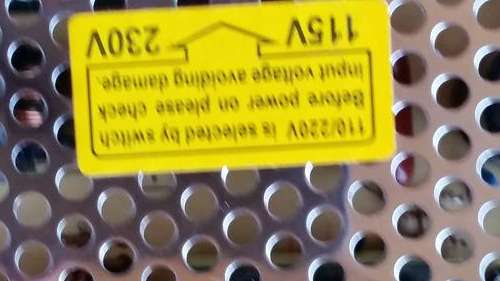 110/220V is selected by switch
Before power on please check
input voltage avoiding damage.
115V 230V